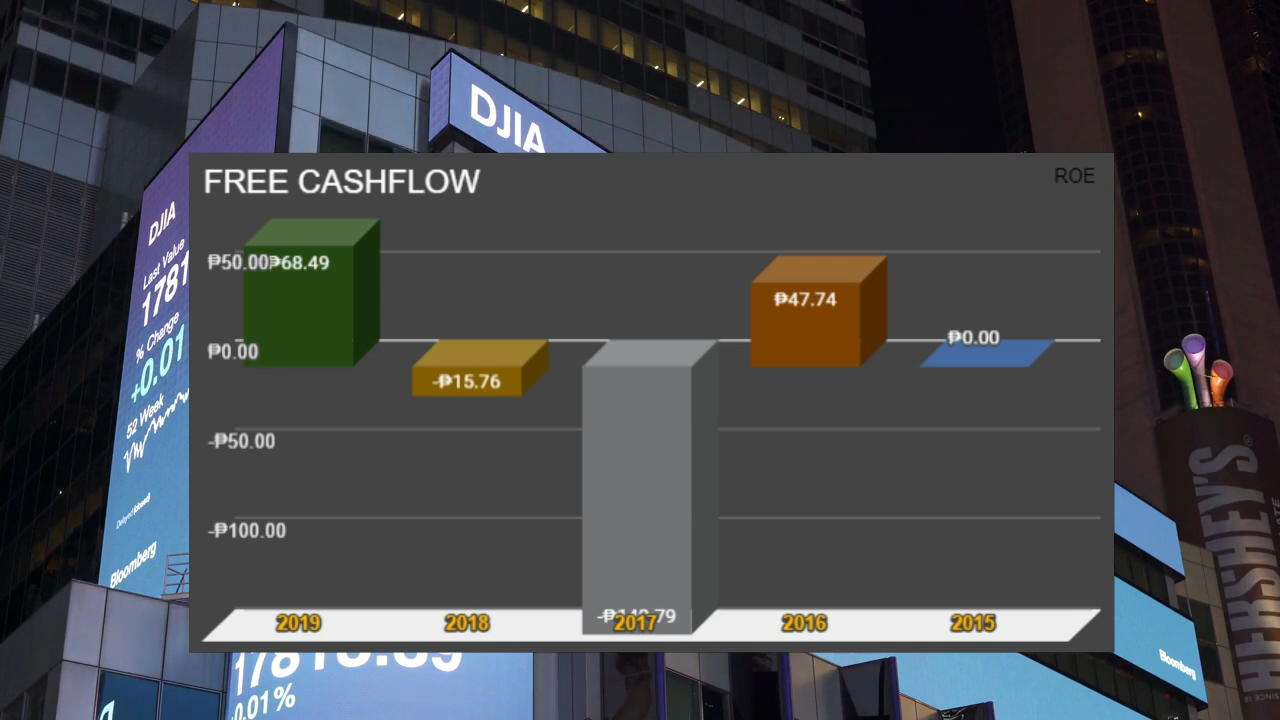 DJIA
FREE CASHFLOW
ROE
₱50.00
₱68.49
₱47.74
₱0.00
₱0.00
-₱15.76
-₱50.00
-₱100.00
2019
2018
2017
2016
2015
DJIA
Last Value
1781
% Change
+0.01
52 Week
Delayed
Bloomberg
0.01%
Bloomberg
HERSHEY'S
®